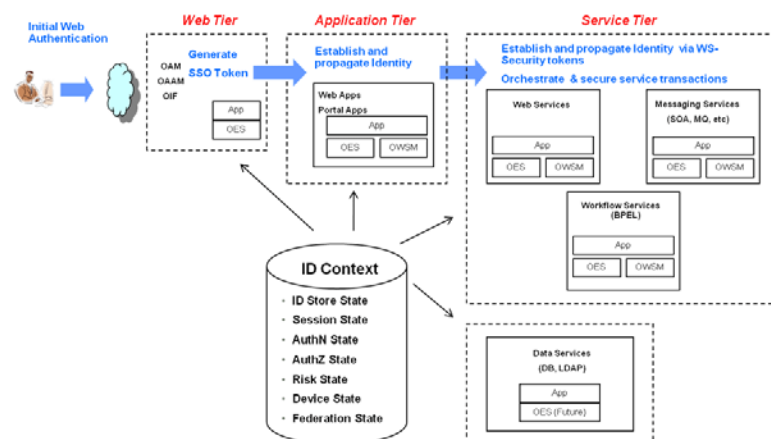 Initial Web
Authentication
Web Tier
OAM
OAAM
OIF
Generate
SSO Token
App
OES
Application Tier
Establish and
propagate Identity
Web Apps
Portal Apps
App
OES
OWSM
Service Tier
Establish and propagate Identity via WS-
Security tokens
Orchestrate & secure service transactions
Web Services
App
OES
OWSM
Messaging Services
(SOA, MQ, etc)
App
OES
OWSM
Workflow Services
(BPEL)
App
OES
OWSM
ID Context
· ID Store State
· Session State
· AuthN State
· AuthZ State
· Risk State
· Device State
· Federation State
Data Services
(DB, LDAP)
App
OES (Future)